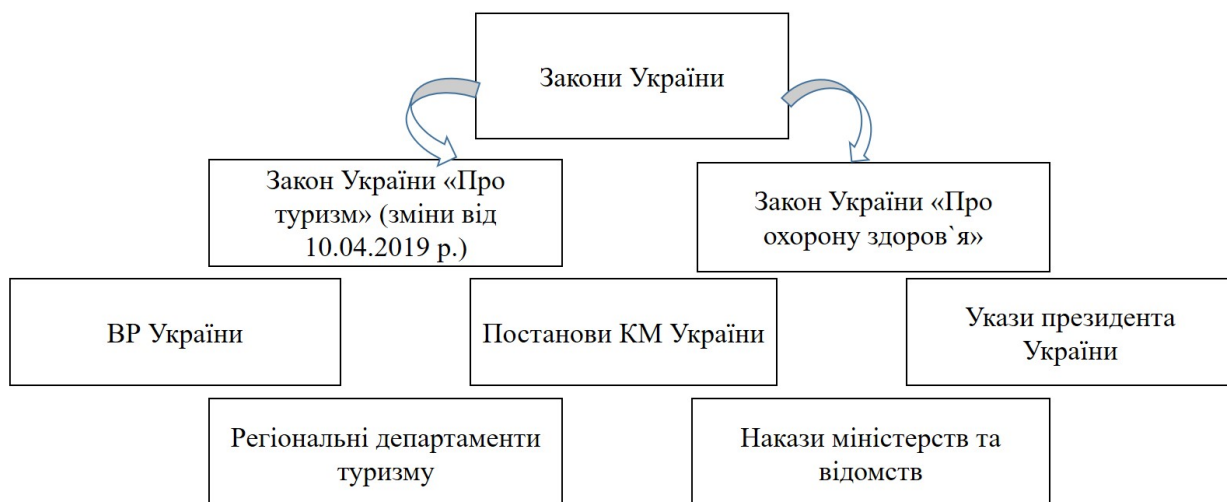 Закони України
Закон України «Про
туризм» (зміни від
10.04.2019 р.)
Закон України «Про
охорону здоров`я»
ВР України
Постанови КМ України
Укази президента
України
Регіональні департаменти
туризму
Накази міністерств та
відомств